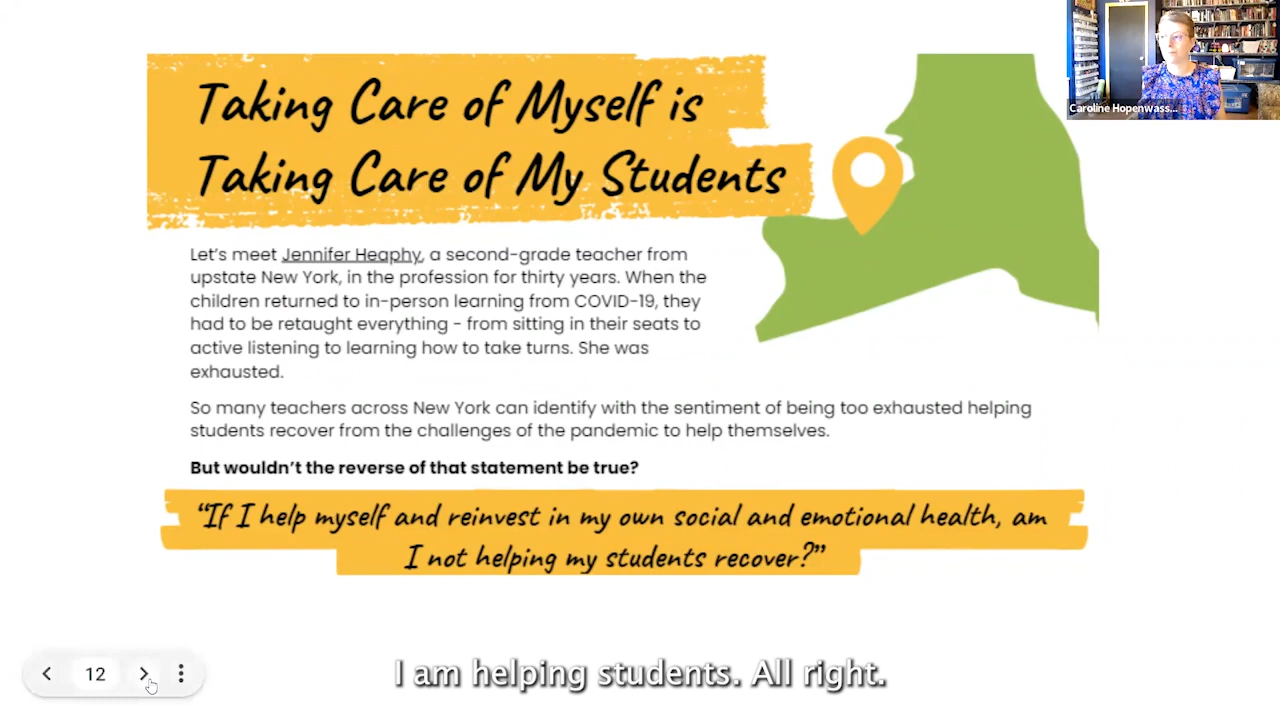 Taking Care of Myself is
Taking Care of My Students
Caroline Hopenwass...
Let's meet Jennifer Heaphy, a second-grade teacher from
upstate New York, in the profession for thirty years. When the
children returned to in-person learning from COVID-19, they
had to be retaught everything - from sitting in their seats to
active listening to learning how to take turns. She was
exhausted.
So many teachers across New York can identify with the sentiment of being too exhausted helping
students recover from the challenges of the pandemic to help themselves.
But wouldn't the reverse of that statement be true?
“If I help myself and reinvest in my own social and emotional health, am
I not helping my students recover?”
12
I am helping students. All right.